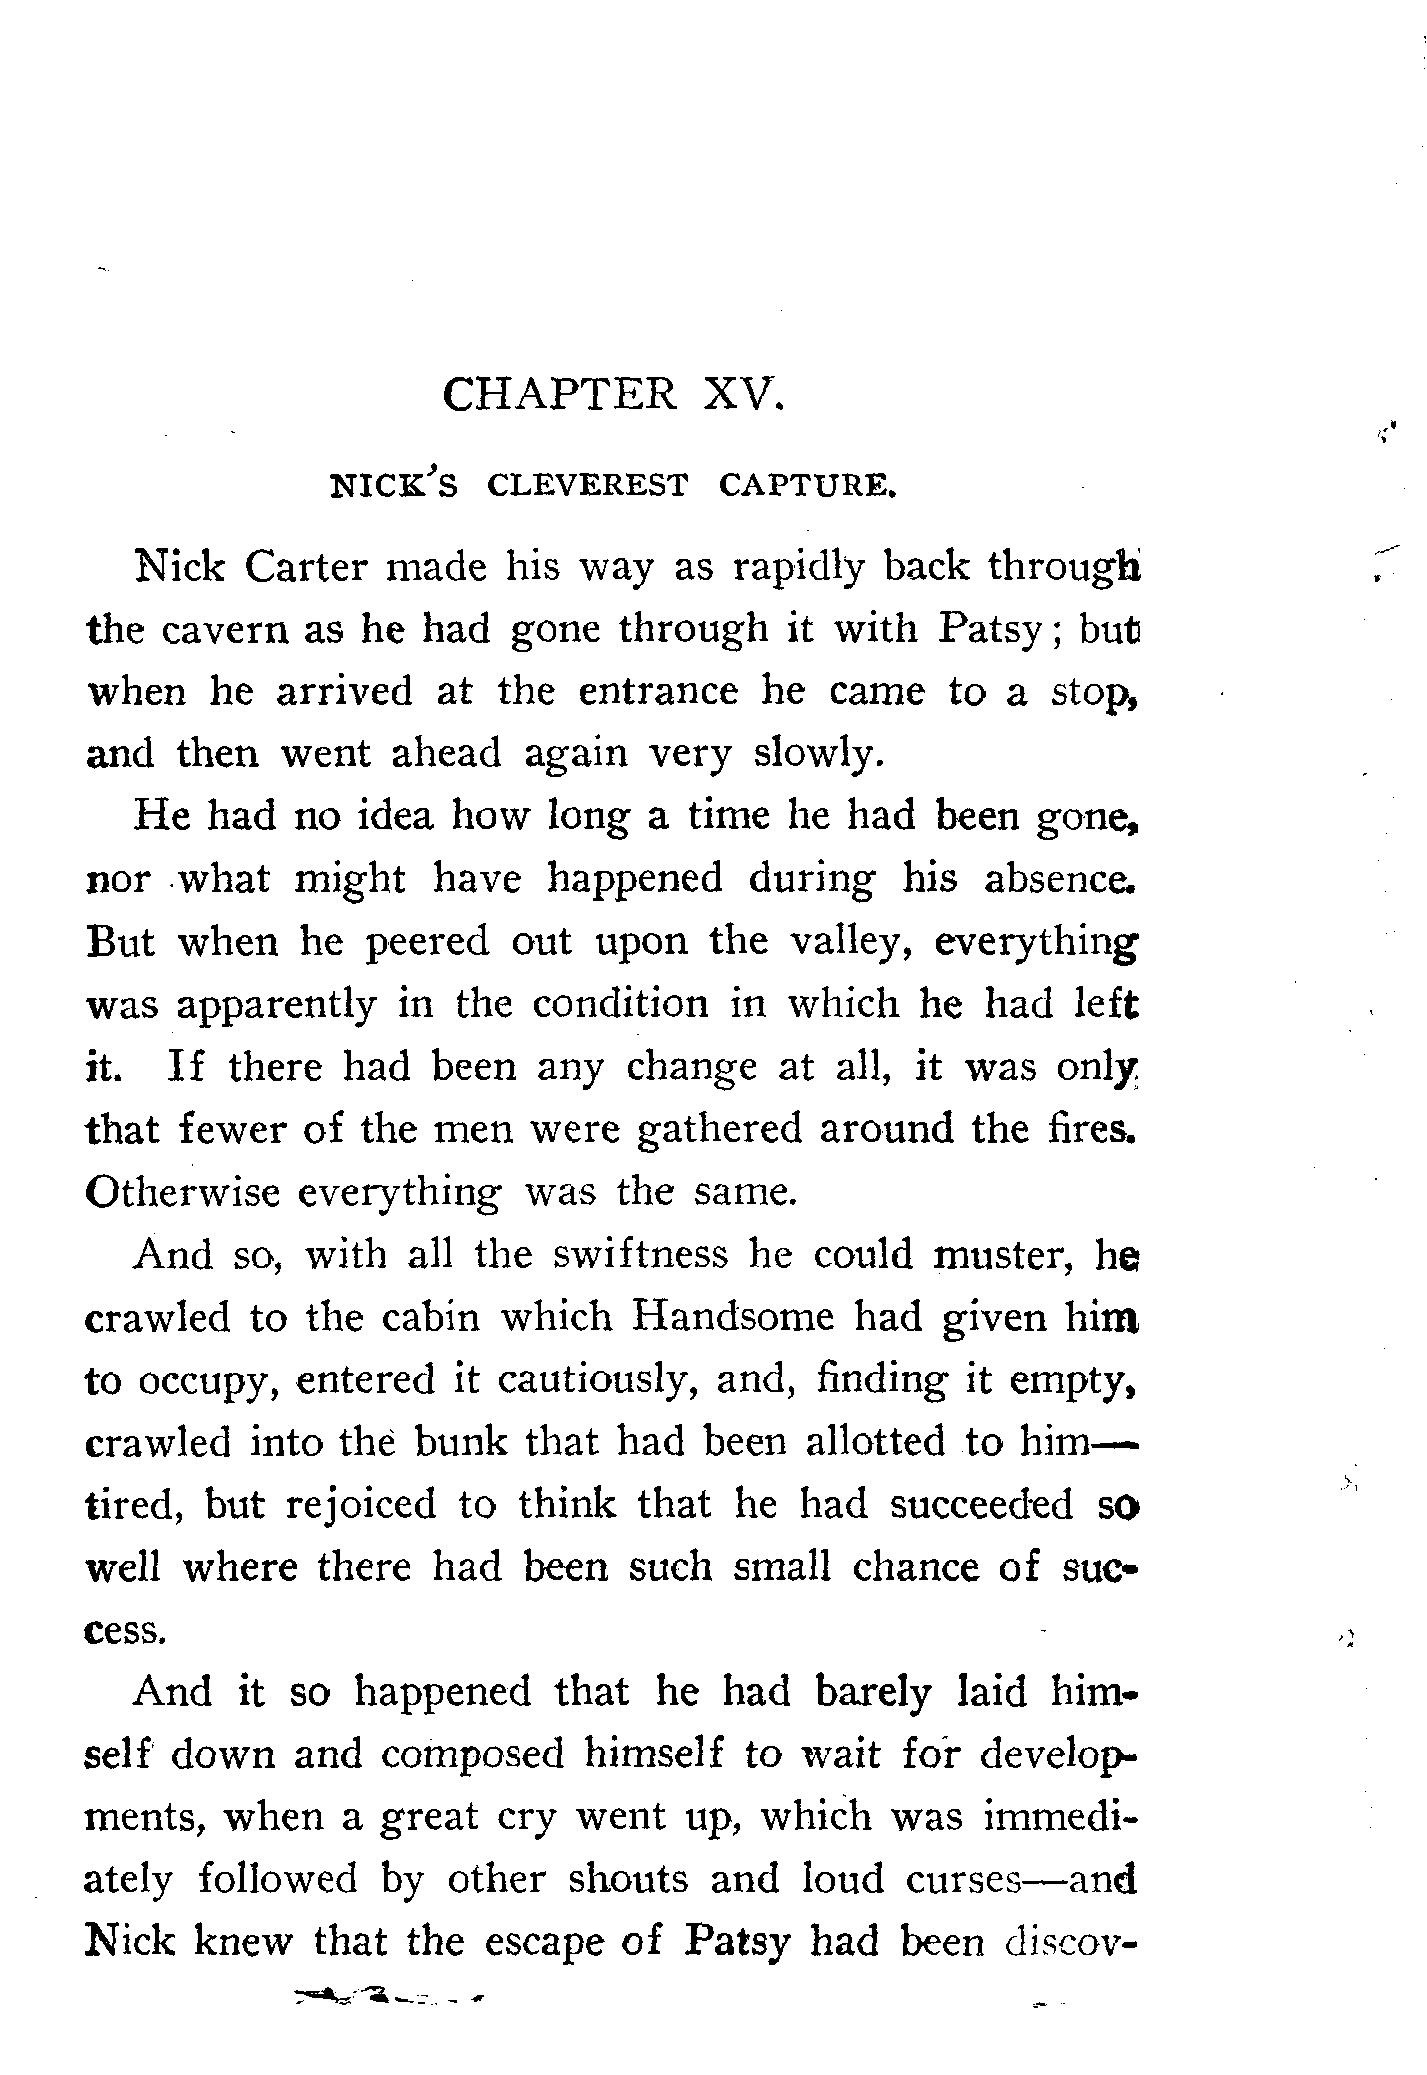 CHAPTER XV.
NICK'S CLEVEREST CAPTURE.
Nick Carter made his way as rapidly back through
the cavern as he had gone through it with Patsy; but
when he arrived at the entrance he came to a stop,
and then went ahead again very slowly.
He had no idea how long a time he had been gone,
nor what might have happened during his absence.
But when he peered out upon the valley, everything
was apparently in the condition in which he had left
it. If there had been any change at all, it was only
that fewer of the men were gathered around the fires.
Otherwise everything was the same.
And so, with all the swiftness he could muster, he
crawled to the cabin which Handsome had given him
to occupy, entered it cautiously, and, finding it empty,
crawled into the bunk that had been allotted to him—
tired, but rejoiced to think that he had succeeded so
well where there had been such small chance of suc-
cess.
And it so happened that he had barely laid him-
self down and composed himself to wait for develop-
ments, when a great cry went up, which was immedi-
ately followed by other shouts and loud curses—and
Nick knew that the escape of Patsy had been discov-